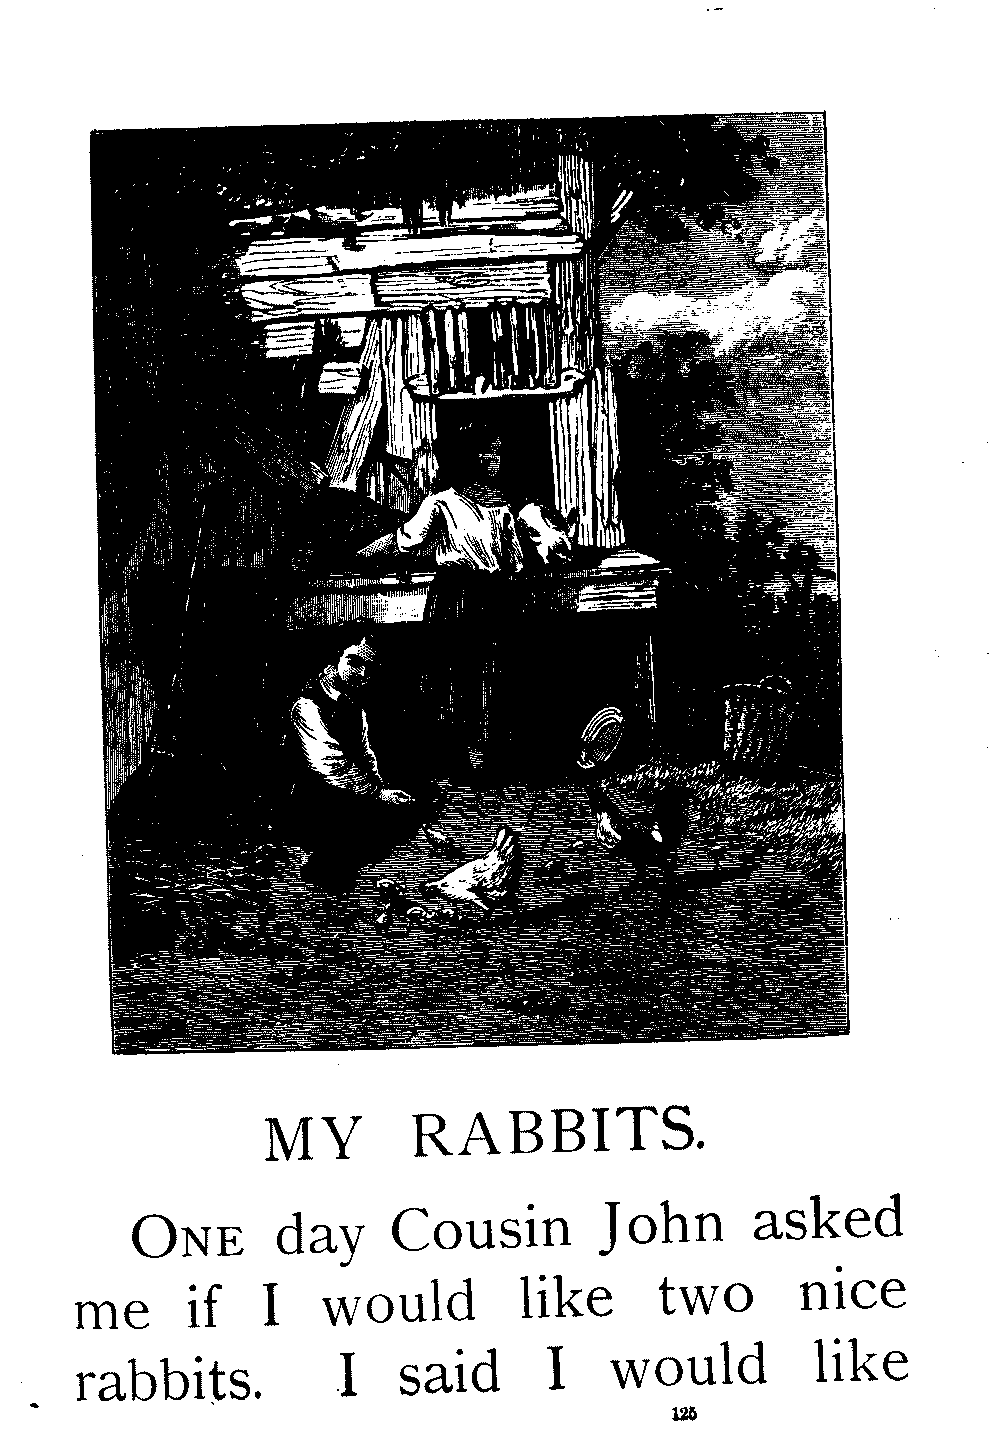 MY RABBITS.
ONE day Cousin John asked
me if I would like two nice
rabbits. I said I would like
125